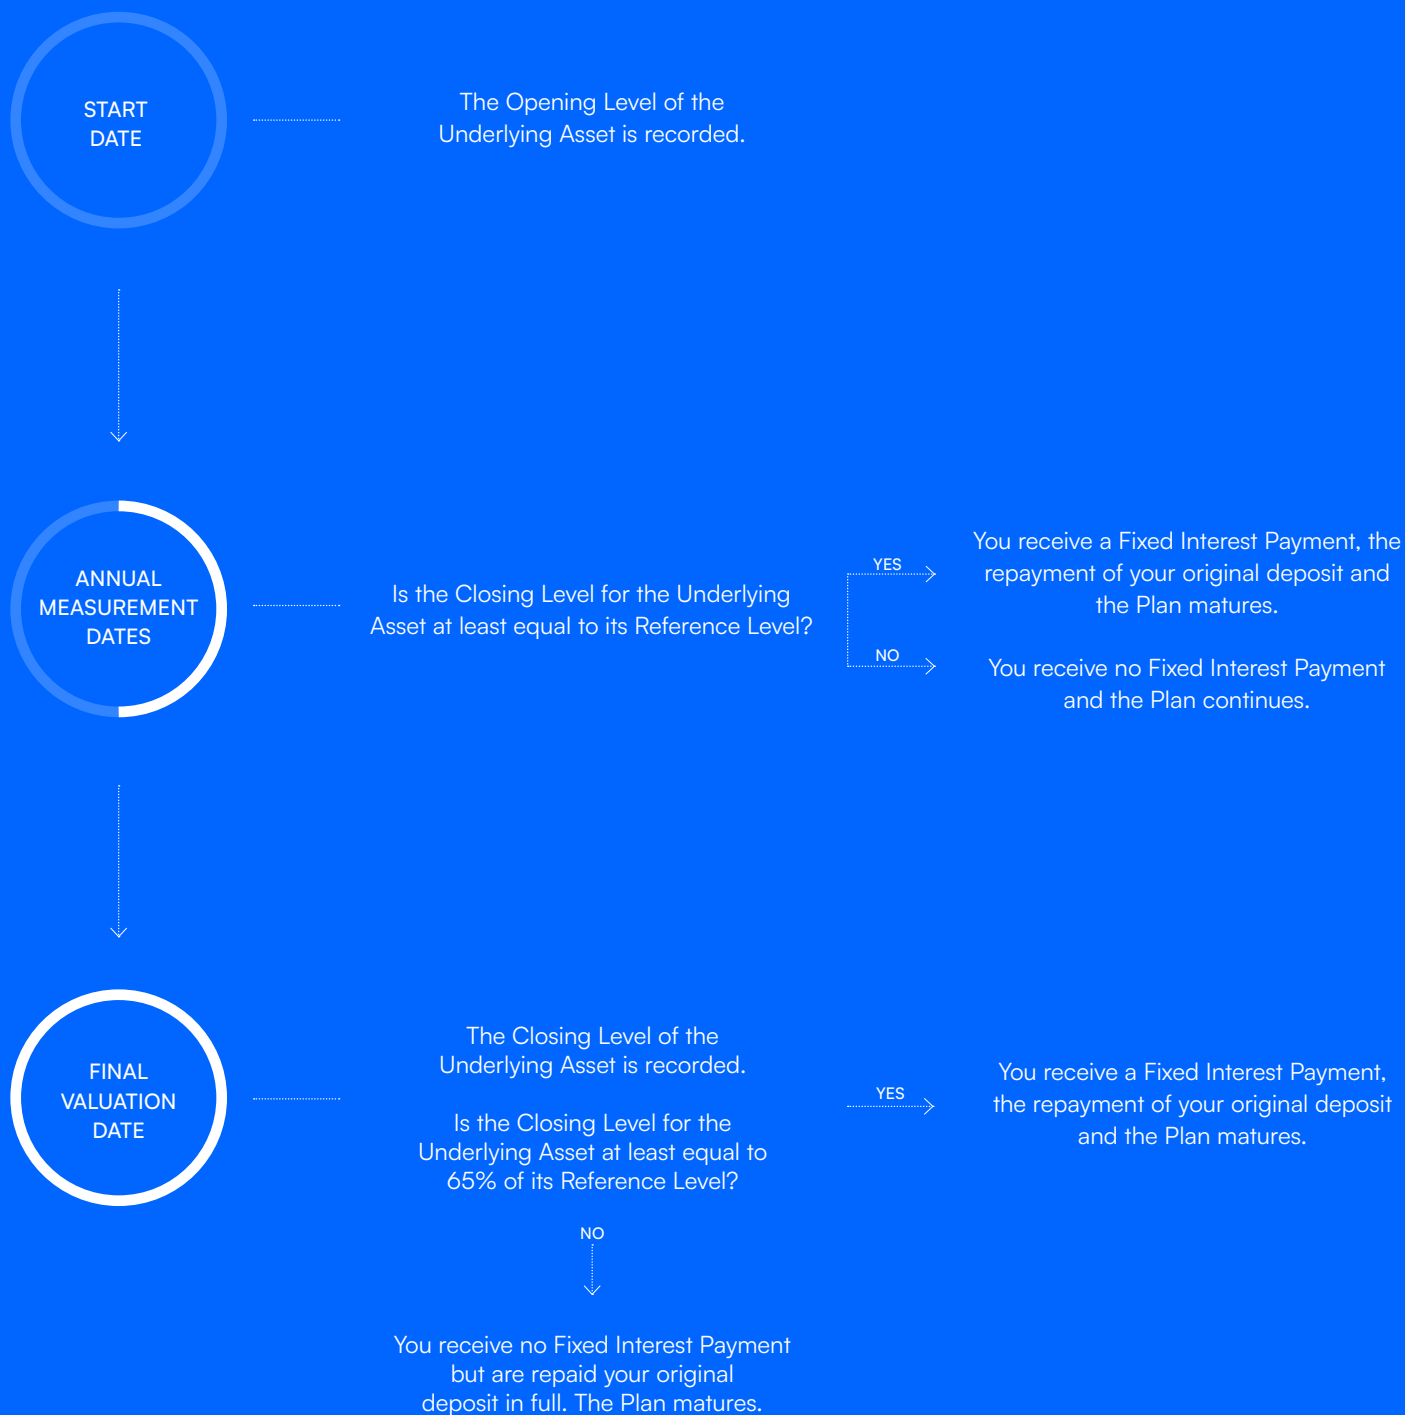 START
DATE
The Opening Level of the
Underlying Asset is recorded.
ANNUAL
MEASUREMENT
DATES
Is the Closing Level for the Underlying
Asset at least equal to its Reference Level?
YES
You receive a Fixed Interest Payment, the
repayment of your original deposit and
the Plan matures.
NO
You receive no Fixed Interest Payment
and the Plan continues.
FINAL
VALUATION
DATE
The Closing Level of the
Underlying Asset is recorded.
Is the Closing Level for the
Underlying Asset at least equal to
65% of its Reference Level?
YES
You receive a Fixed Interest Payment,
the repayment of your original deposit
and the Plan matures.
NO
You receive no Fixed Interest Payment
but are repaid your original
deposit in full. The Plan matures.